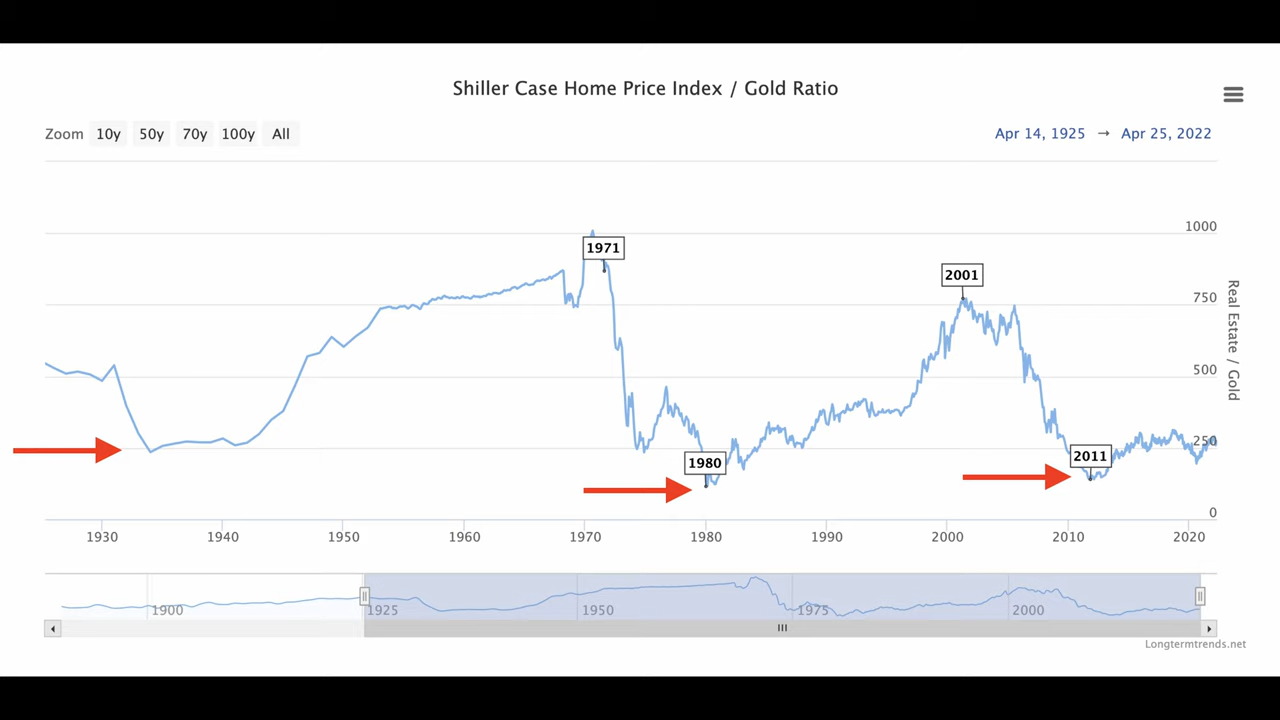 Shiller Case Home Price Index / Gold Ratio
Zoom 10y 50y 70y 100y All
Apr 14, 1925 → Apr 25, 2022
1000
750
500
250
0
Real Estate / Gold
1971
2001
1980
2011
1930 1940 1950 1960 1970 1980 1990 2000 2010 2020
1900 1925 1950 1975 2000
Longtermtrends.net